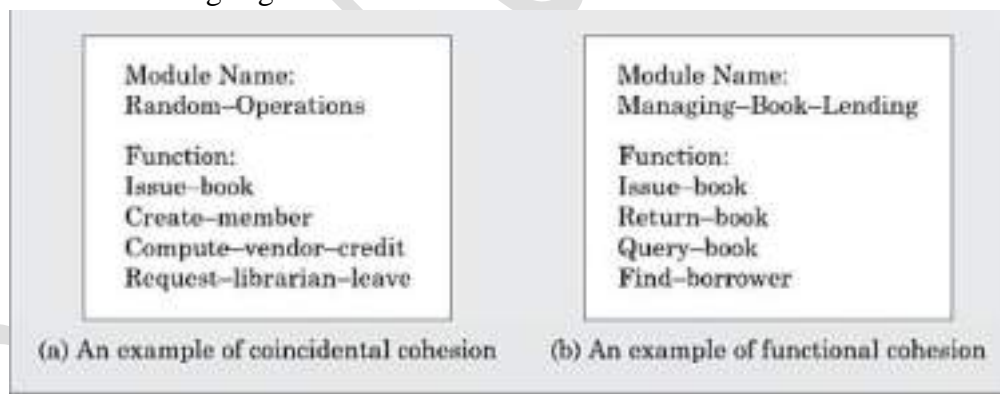 Module Name:
Random–Operations
Function:
Issue–book
Create–member
Compute–vendor–credit
Request–librarian–leave
(a) An example of coincidental cohesion
Module Name:
Managing–Book–Lending
Function:
Issue–book
Return–book
Query–book
Find–borrower
(b) An example of functional cohesion